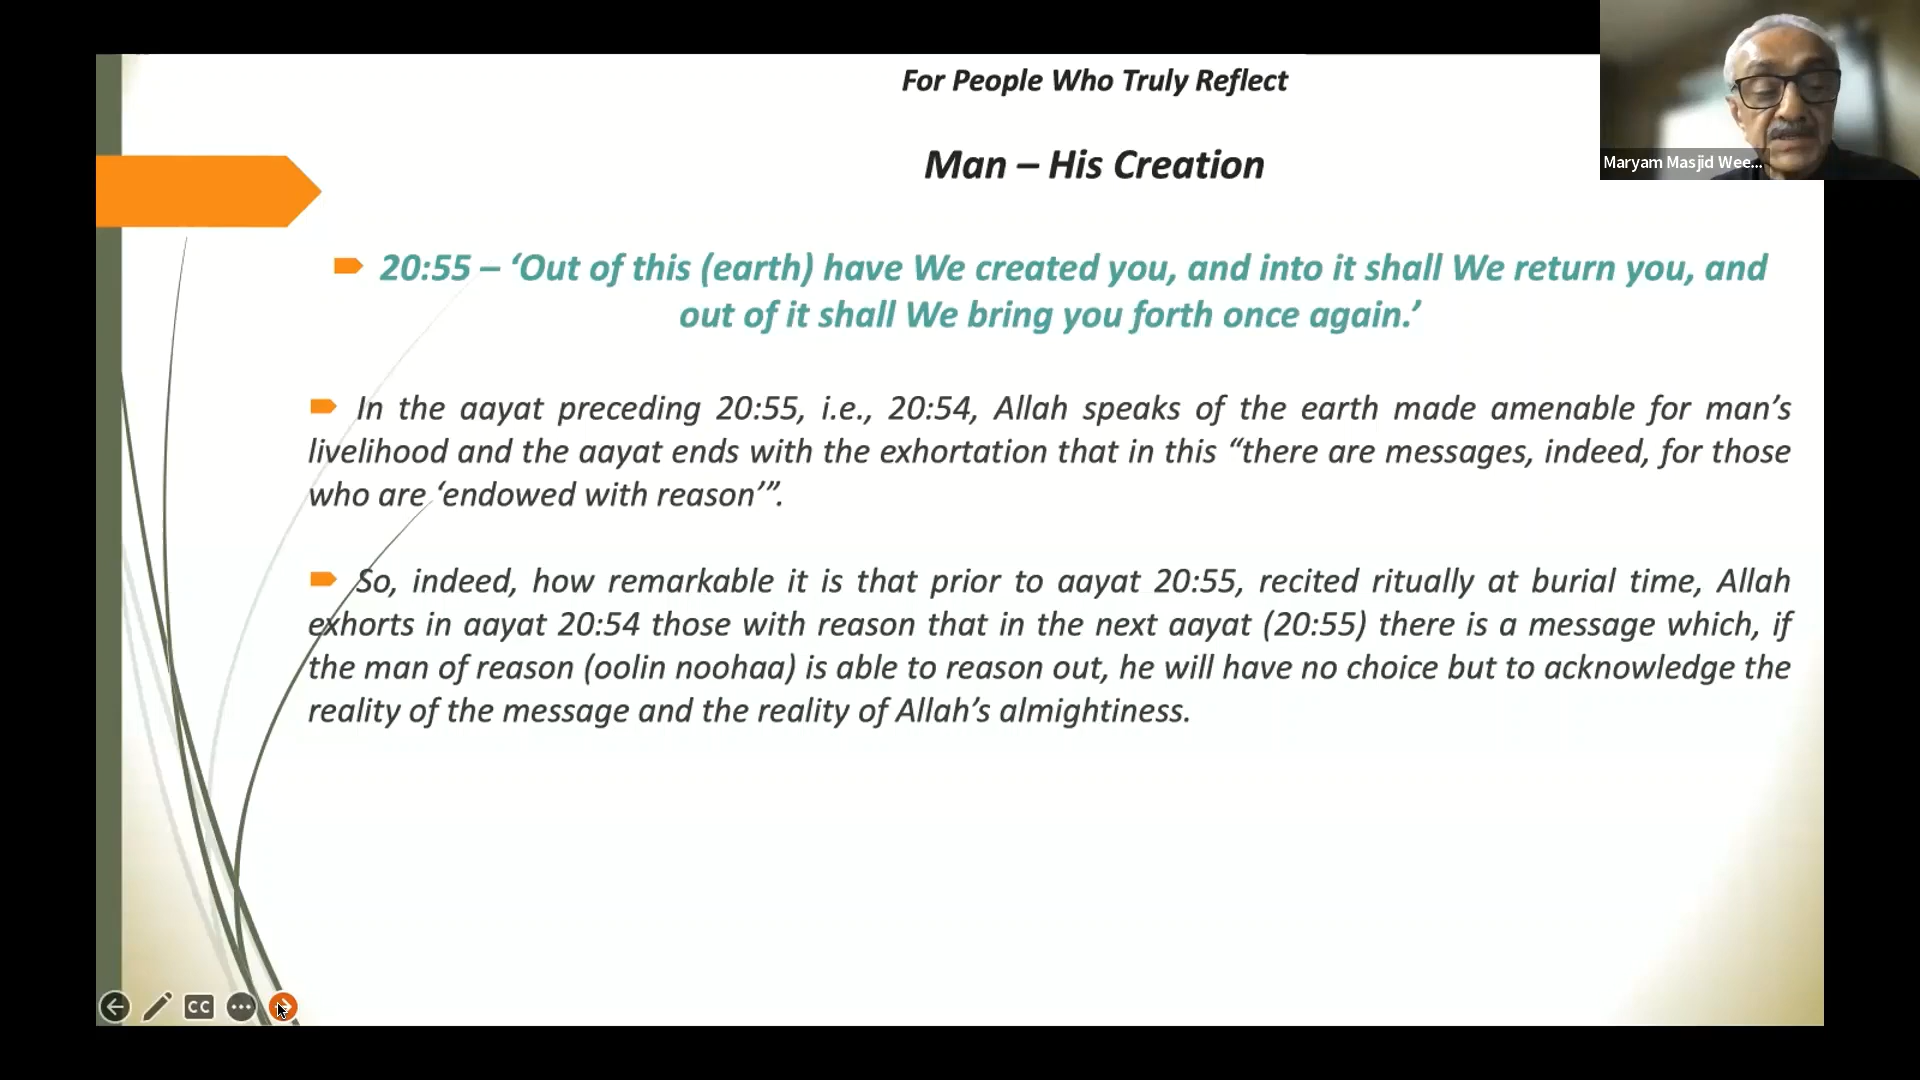 For People Who Truly Reflect
Man – His Creation
Maryam Masjid Wee...
20:55 – ‘Out of this (earth) have We created you, and into it shall We return you, and
out of it shall We bring you forth once again.’
In the aayat preceding 20:55, i.e., 20:54, Allah speaks of the earth made amenable for man’s
livelihood and the aayat ends with the exhortation that in this “there are messages, indeed, for those
who are ‘endowed with reason’”.
So, indeed, how remarkable it is that prior to aayat 20:55, recited ritually at burial time, Allah
exhorts in aayat 20:54 those with reason that in the next aayat (20:55) there is a message which, if
the man of reason (oolin noohaa) is able to reason out, he will have no choice but to acknowledge the
reality of the message and the reality of Allah’s almightiness.
CC